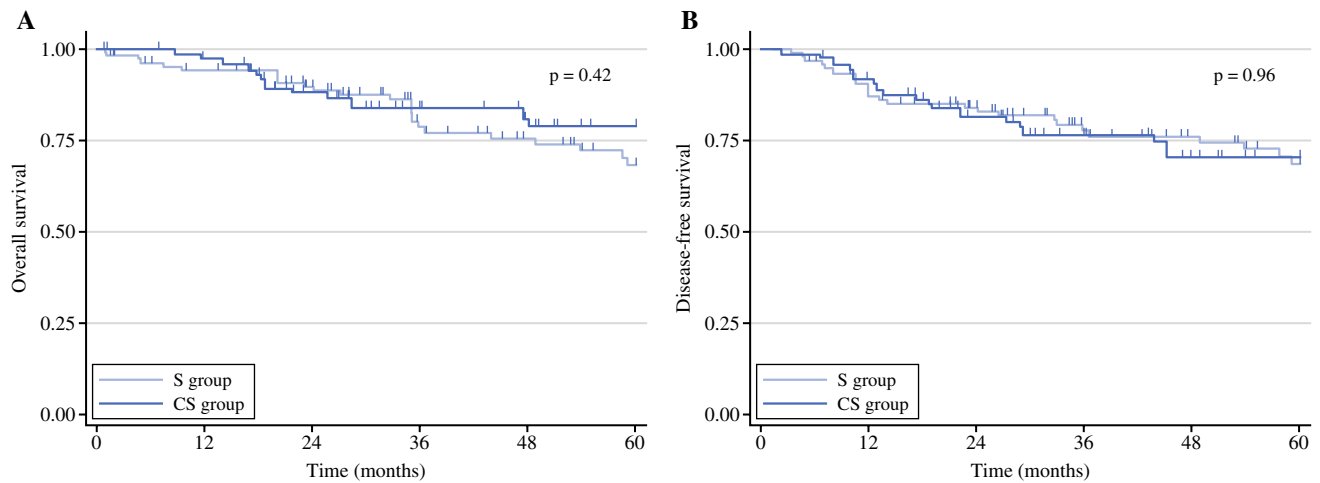 A
Overall survival
1.00
0.75
0.50
0.25
0.00
p = 0.42
S group
CS group
0 12 24 36 48 60
Time (months)
B
Disease-free survival
1.00
0.75
0.50
0.25
0.00
p = 0.96
S group
CS group
0 12 24 36 48 60
Time (months)